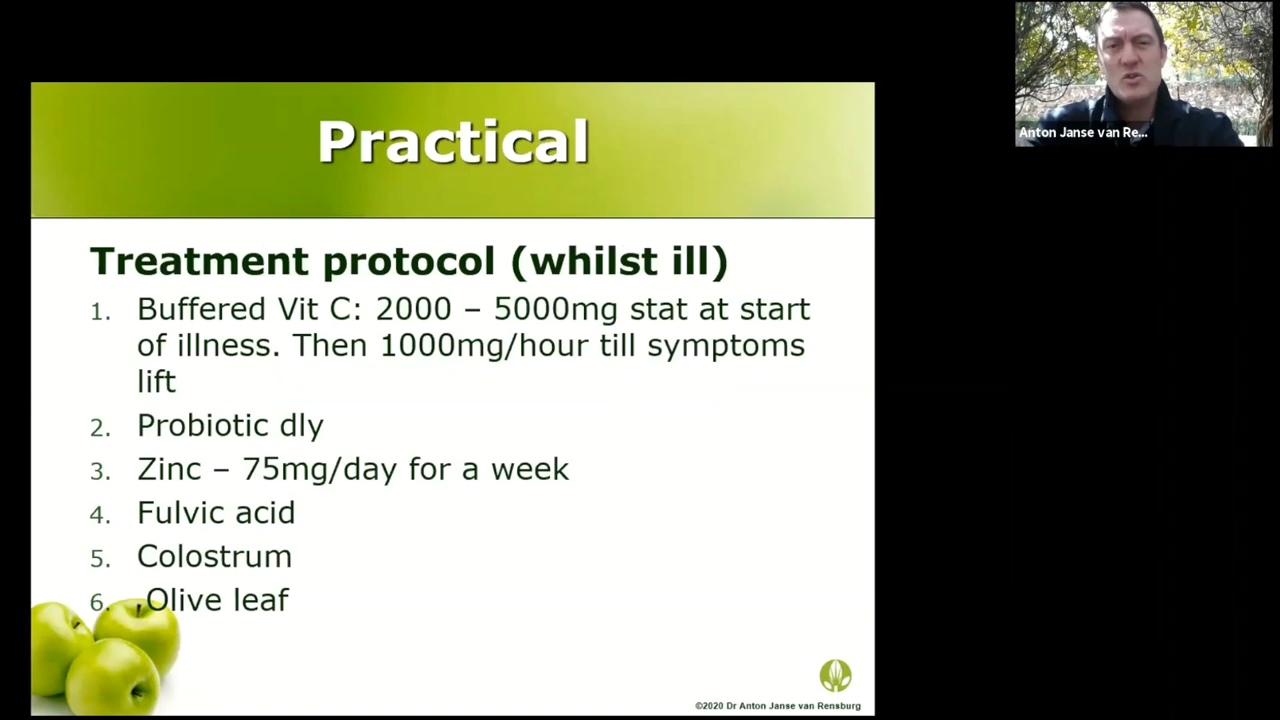 Practical
Anton Janse van Re...
Treatment protocol (whilst ill)
1. Buffered Vit C: 2000 – 5000mg stat at start
of illness. Then 1000mg/hour till symptoms
lift
2. Probiotic dly
3. Zinc – 75mg/day for a week
4. Fulvic acid
5. Colostrum
6. ,Olive leaf
©2020 Dr Anton Janse van Rensburg